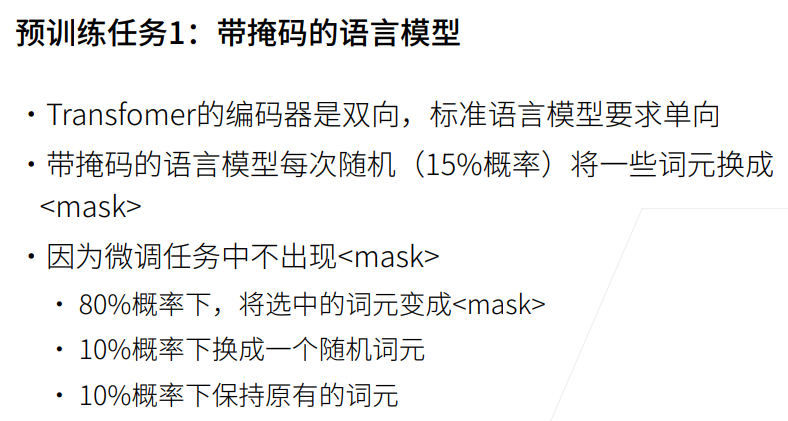 预训练任务1：带掩码的语言模型
• Transfomer的编码器是双向，标准语言模型要求单向
• 带掩码的语言模型每次随机（15%概率）将一些词元换成
<mask>
• 因为微调任务中不出现<mask>
• 80%概率下，将选中的词元变成<mask>
• 10%概率下换成一个随机词元
• 10%概率下保持原有的词元